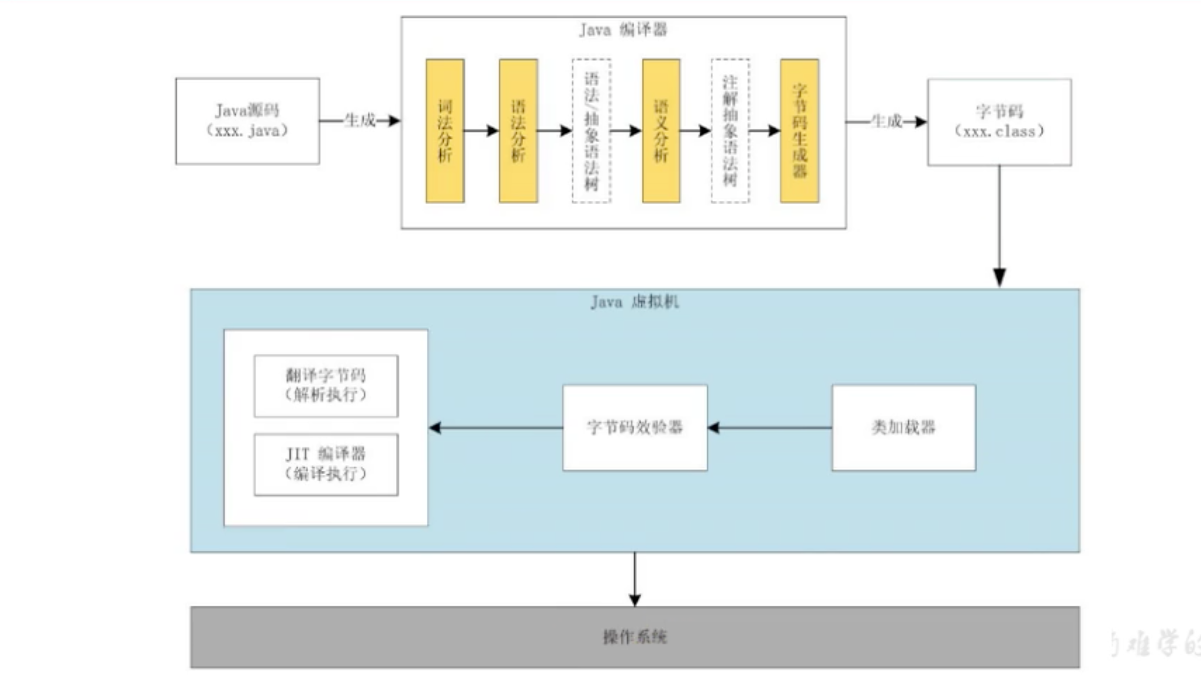 Java 编译器
Java源码
（xxx.java）
生成
词法分析
语法分析
语法/抽象语法树
语义分析
注解抽象语法树
字节码生成器
生成
字节码
（xxx.class）
Java 虚拟机
翻译字节码
（解析执行）
JIT 编译器
（编译执行）
字节码效验器
类加载器
操作系统
难学的